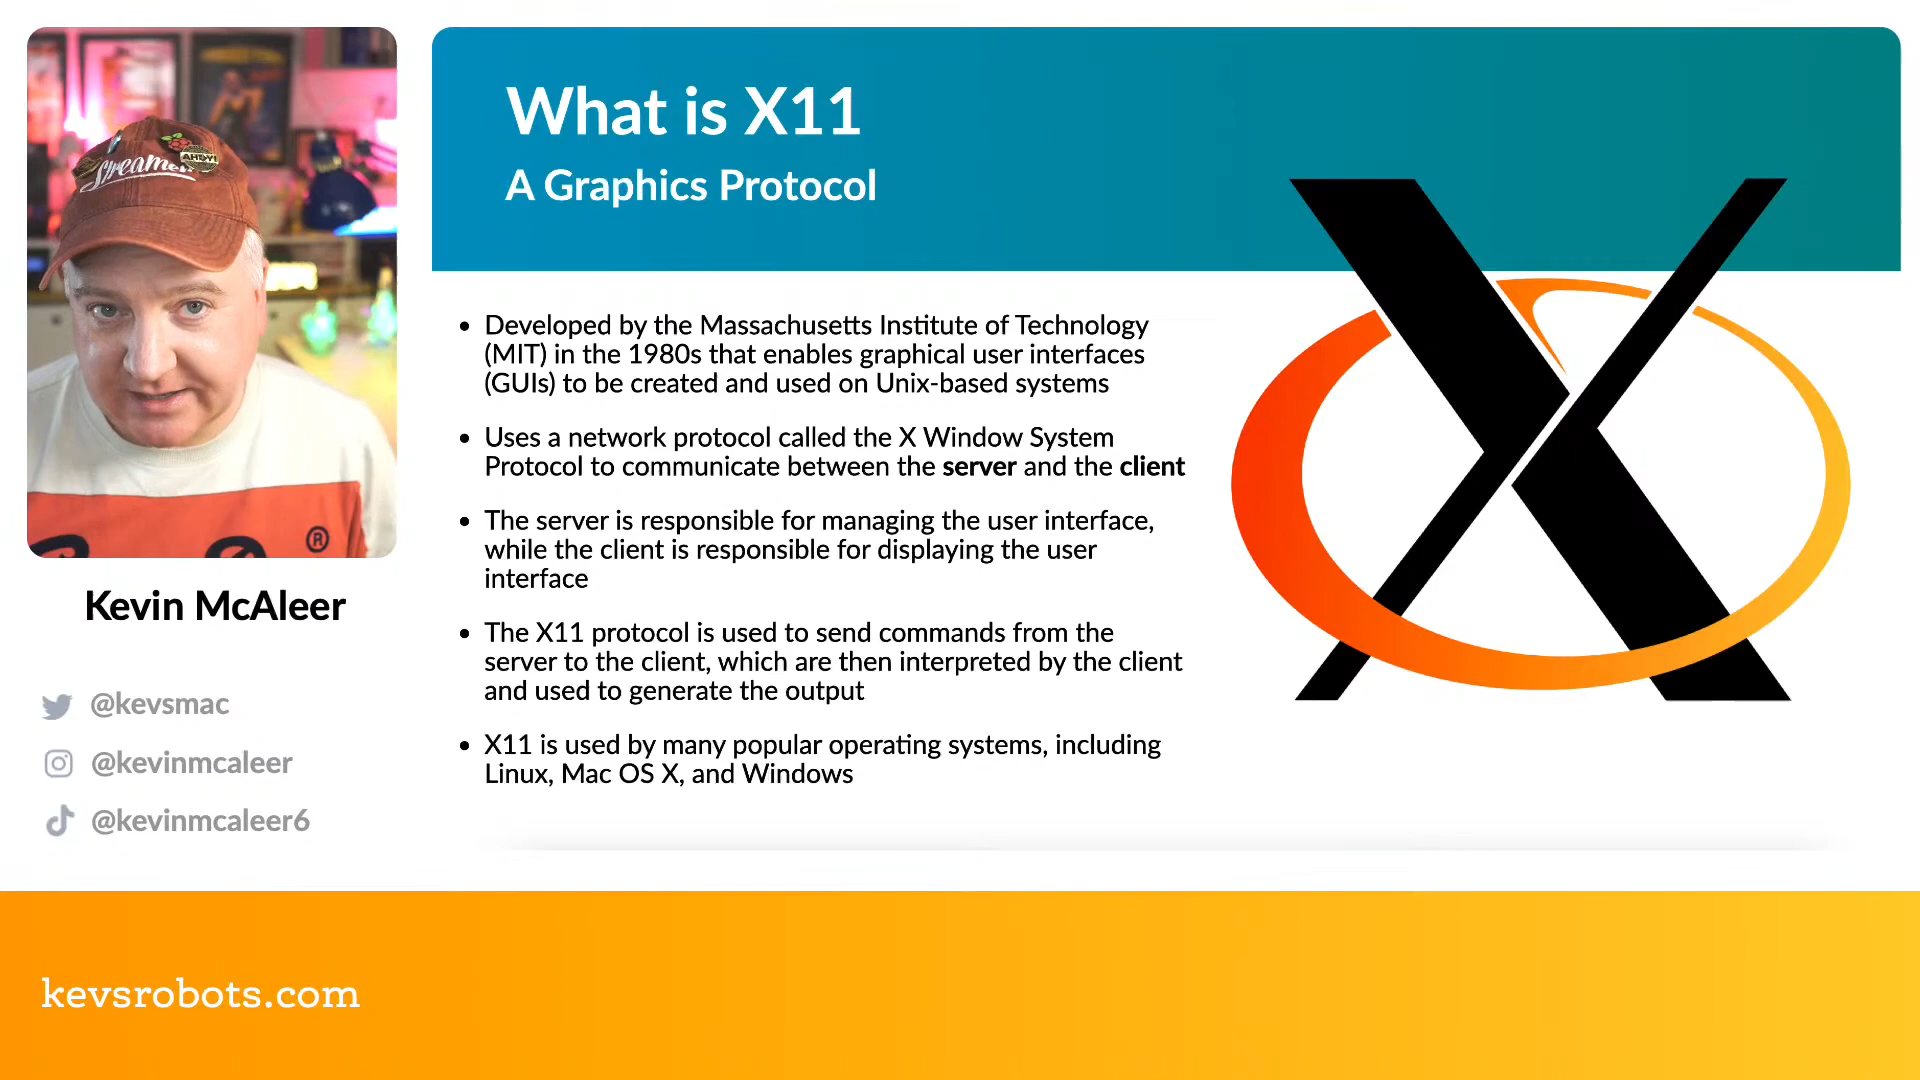 Streamer
AHOY!
®
Kevin McAleer
@kevsmac
@kevinmcaleer
@kevinmcaleer6
What is X11
A Graphics Protocol
• Developed by the Massachusetts Institute of Technology
(MIT) in the 1980s that enables graphical user interfaces
(GUIs) to be created and used on Unix-based systems
• Uses a network protocol called the X Window System
Protocol to communicate between the server and the client
• The server is responsible for managing the user interface,
while the client is responsible for displaying the user
interface
• The X11 protocol is used to send commands from the
server to the client, which are then interpreted by the client
and used to generate the output
• X11 is used by many popular operating systems, including
Linux, Mac OS X, and Windows
X
kevsrobots.com